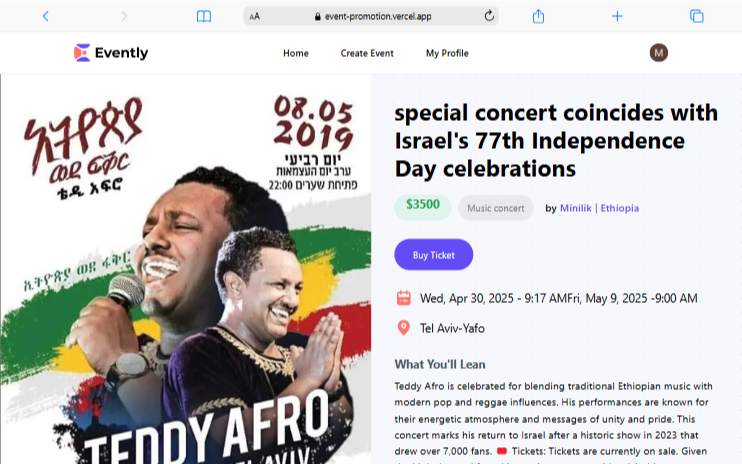 AA event-promotion.vercel.app
Evently
Home Create Event My Profile M
ኢትዮጵያ
ወደ ፍቅር
ቴዲ አፍሮ
08.05
2019
יום רביעי
ערב יום העצמאות
פתיחת שערים 22:00
ኢትዮጵያ ወደ ፋቅር
TEDDY AFRO
TEL AVIV
special concert coincides with
Israel's 77th Independence
Day celebrations
$3500 Music concert by Minilik | Ethiopia
Buy Ticket
Wed, Apr 30, 2025 - 9:17 AMFri, May 9, 2025 -9:00 AM
Tel Aviv-Yafo
What You'll Lean
Teddy Afro is celebrated for blending traditional Ethiopian music with
modern pop and reggae influences. His performances are known for
their energetic atmosphere and messages of unity and pride. This
concert marks his return to Israel after a historic show in 2023 that
drew over 7,000 fans. Tickets: Tickets are currently on sale. Given